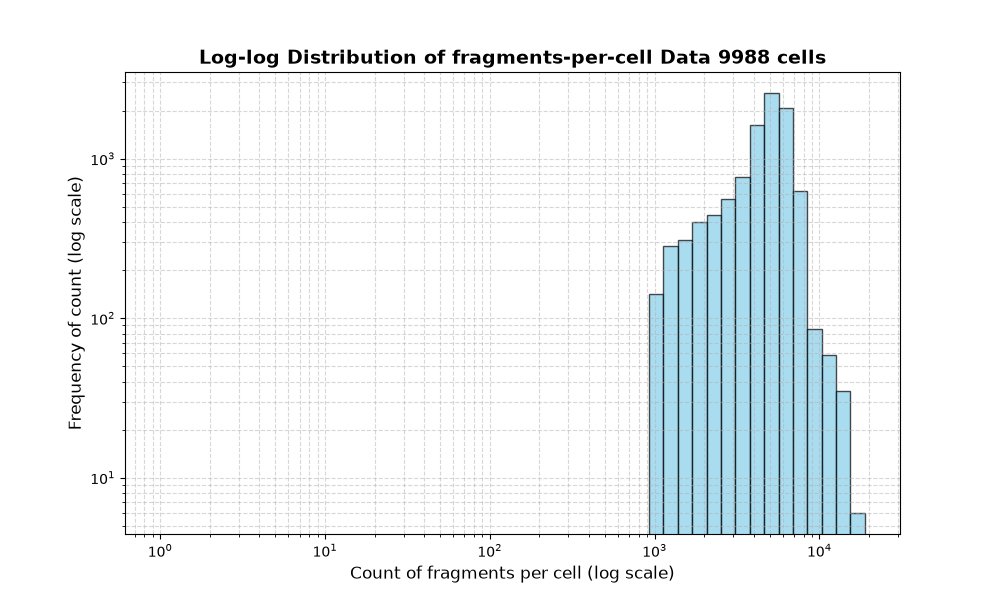 Log-log Distribution of fragments-per-cell Data 9988 cells
Frequency of count (log scale)
10³
10²
10¹
10⁰ 10¹ 10² 10³ 10⁴
Count of fragments per cell (log scale)